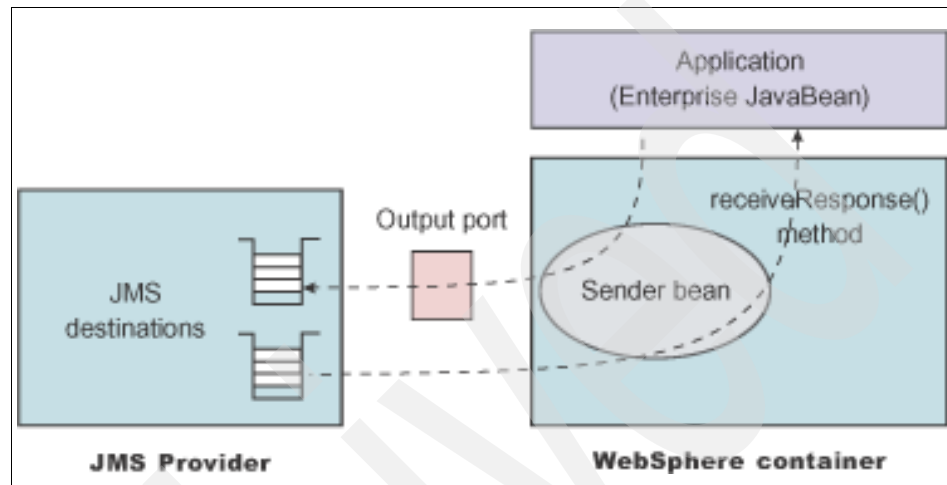 Application
(Enterprise JavaBean)
receiveResponse()
method
Output port
Sender bean
JMS
destinations
JMS Provider
WebSphere container